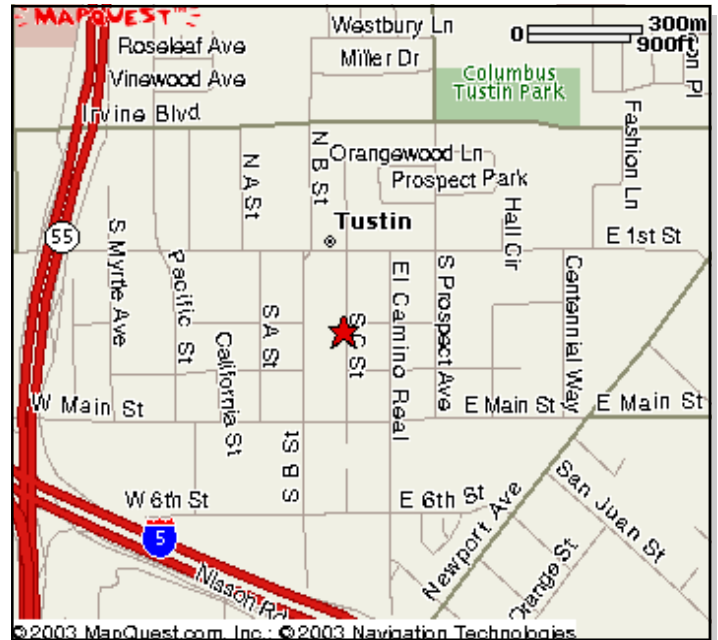 MAPQUEST
Westbury Ln
0 300m
900ft
Roseleaf Ave
Miller Dr
Vinewood Ave
Columbus
Tustin Park
Irvine Blvd
Fashion Ln
N A St
N B St
Orangewood Ln
Prospect Park
Hall Cir
Tustin
55
E 1st St
S Myrtle Ave
Pacific St
S A St
California St
S C St
El Camino Real
S Prospect Ave
Centennial Way
W Main St
E Main St
E Main St
S B St
W 6th St
E 6th St
5
Nisson Rd
Newport Ave
San Juan St
Orange St
©2003 MapQuest.com, Inc.; ©2003 Navigation Technologies